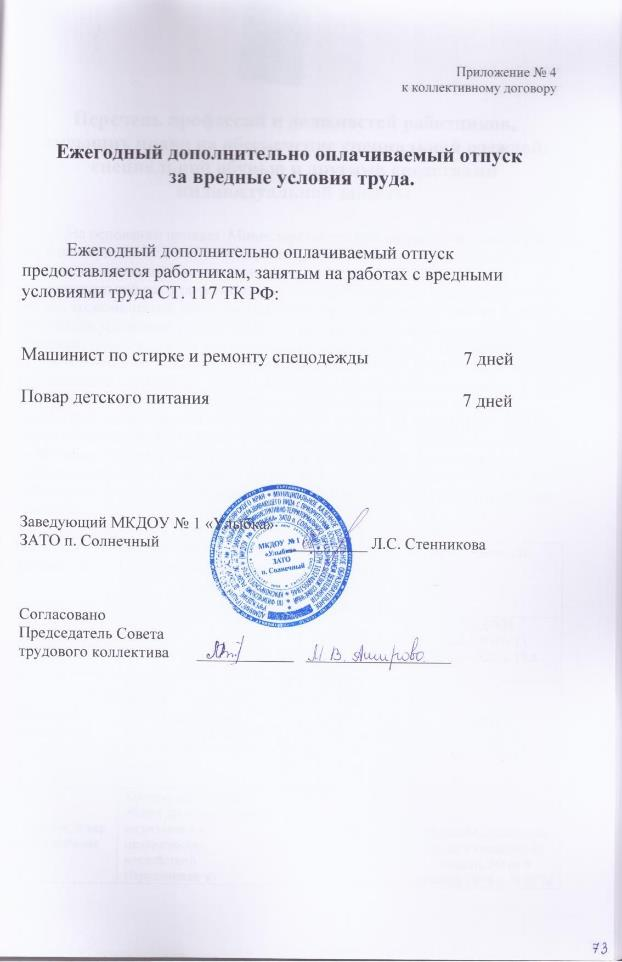 Приложение № 4
к коллективному договору
Ежегодный дополнительно оплачиваемый отпуск
за вредные условия труда.
Ежегодный дополнительно оплачиваемый отпуск
предоставляется работникам, занятым на работах с вредными
условиями труда СТ. 117 ТК РФ:
Машинист по стирке и ремонту спецодежды 7 дней
Повар детского питания 7 дней
Заведующий МКДОУ № 1 «Улыбка»
ЗАТО п. Солнечный Л.С. Стенникова
МКДОУ № 1
«Улыбка»
ЗАТО
п. Солнечный
Согласовано
Председатель Совета
трудового коллектива М В. Амирова
73